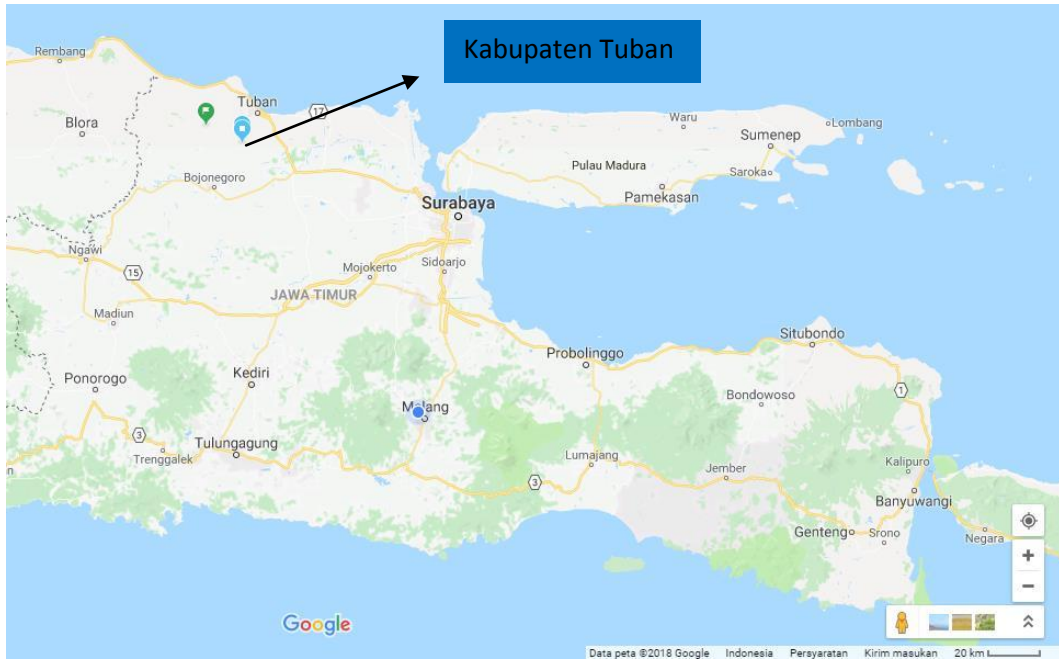 Kabupaten Tuban
Rembang
Tuban
17
Blora
Waru
Lombang
Sumenep
Pulau Madura
Saroka
Bojonegoro
Pamekasan
Surabaya
Ngawi
15
Mojokerto
Sidoarjo
JAWA TIMUR
Madiun
Situbondo
Probolinggo
Kediri
Ponorogo
1
Bondowoso
Malang
3
Tulungagung
Trenggalek
Lumajang
Jember
Kalipuro
3
Banyuwangi
Genteng
Srono
Negara
Google
Data peta ©2018 Google Indonesia Persyaratan Kirim masukan 20 km